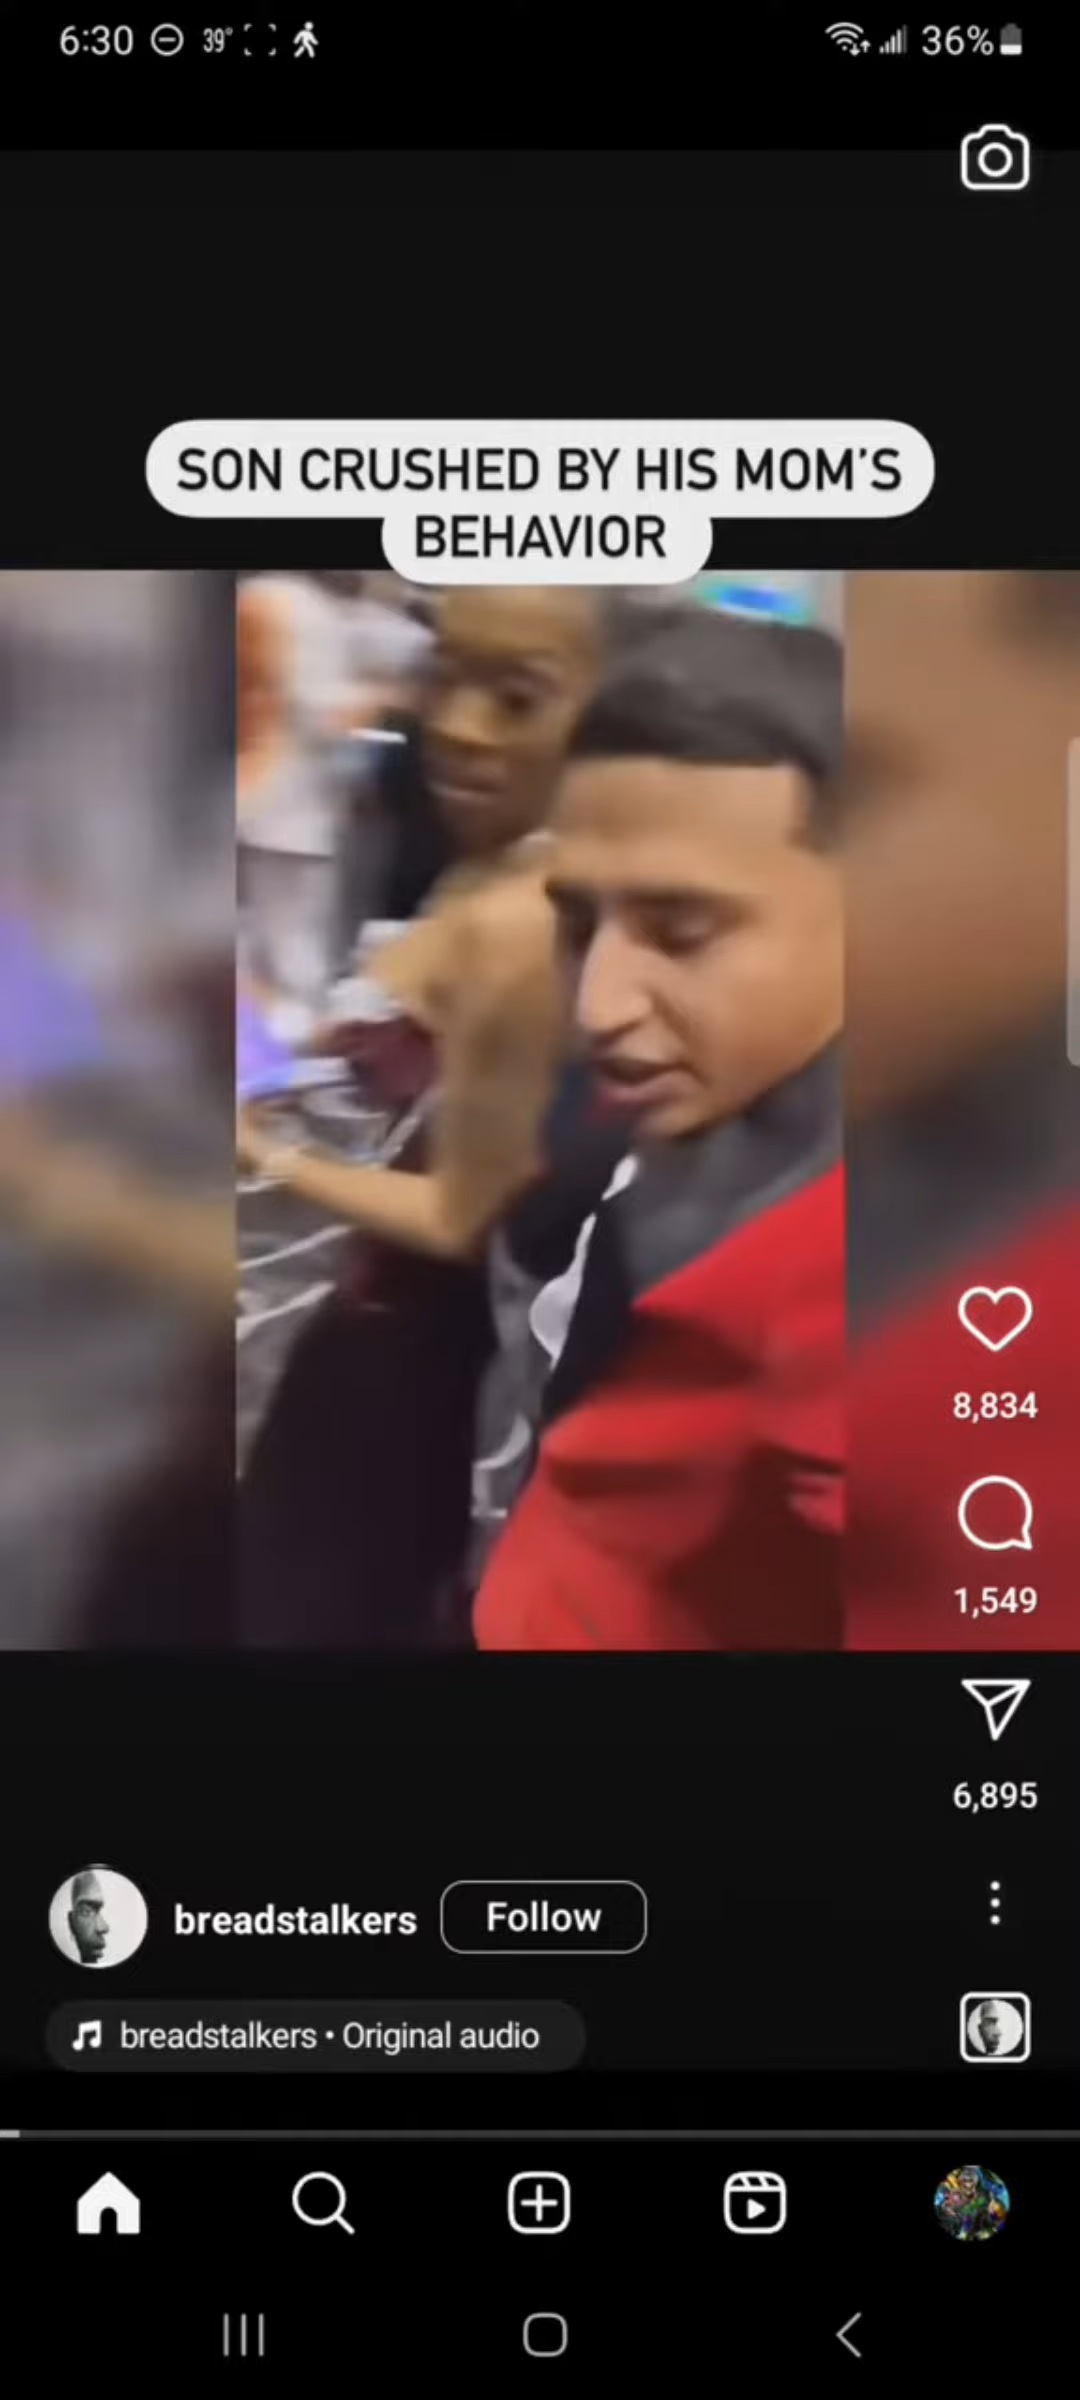 6:30 39° 36%
SON CRUSHED BY HIS MOM'S
BEHAVIOR
8,834
1,549
6,895
breadstalkers Follow
breadstalkers • Original audio